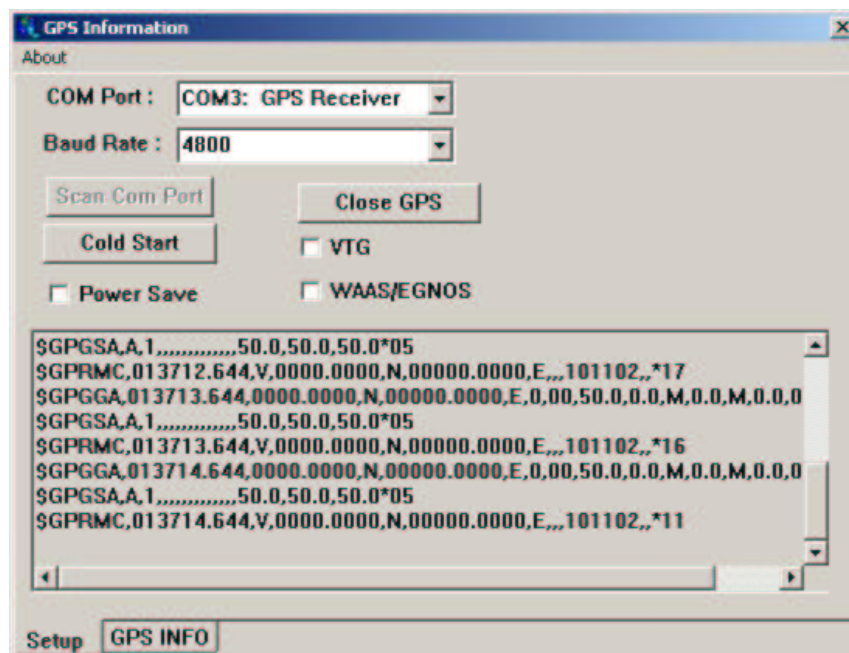 GPS Information
About
COM Port : COM3: GPS Receiver
Baud Rate : 4800
Scan Com Port
Close GPS
Cold Start
VTG
Power Save
WAAS/EGNOS
$GPGSA,A,1,,,,,,,,,,,,,50.0,50.0,50.0*05
$GPRMC,013712.644,V,0000.0000,N,00000.0000,E,,,101102,,*17
$GPGGA,013713.644,0000.0000,N,00000.0000,E,0,00,50.0,0.0,M,0.0,M,0.0,0
$GPGSA,A,1,,,,,,,,,,,,,50.0,50.0,50.0*05
$GPRMC,013713.644,V,0000.0000,N,00000.0000,E,,,101102,,*16
$GPGGA,013714.644,0000.0000,N,00000.0000,E,0,00,50.0,0.0,M,0.0,M,0.0,0
$GPGSA,A,1,,,,,,,,,,,,,50.0,50.0,50.0*05
$GPRMC,013714.644,V,0000.0000,N,00000.0000,E,,,101102,,*11
Setup GPS INFO